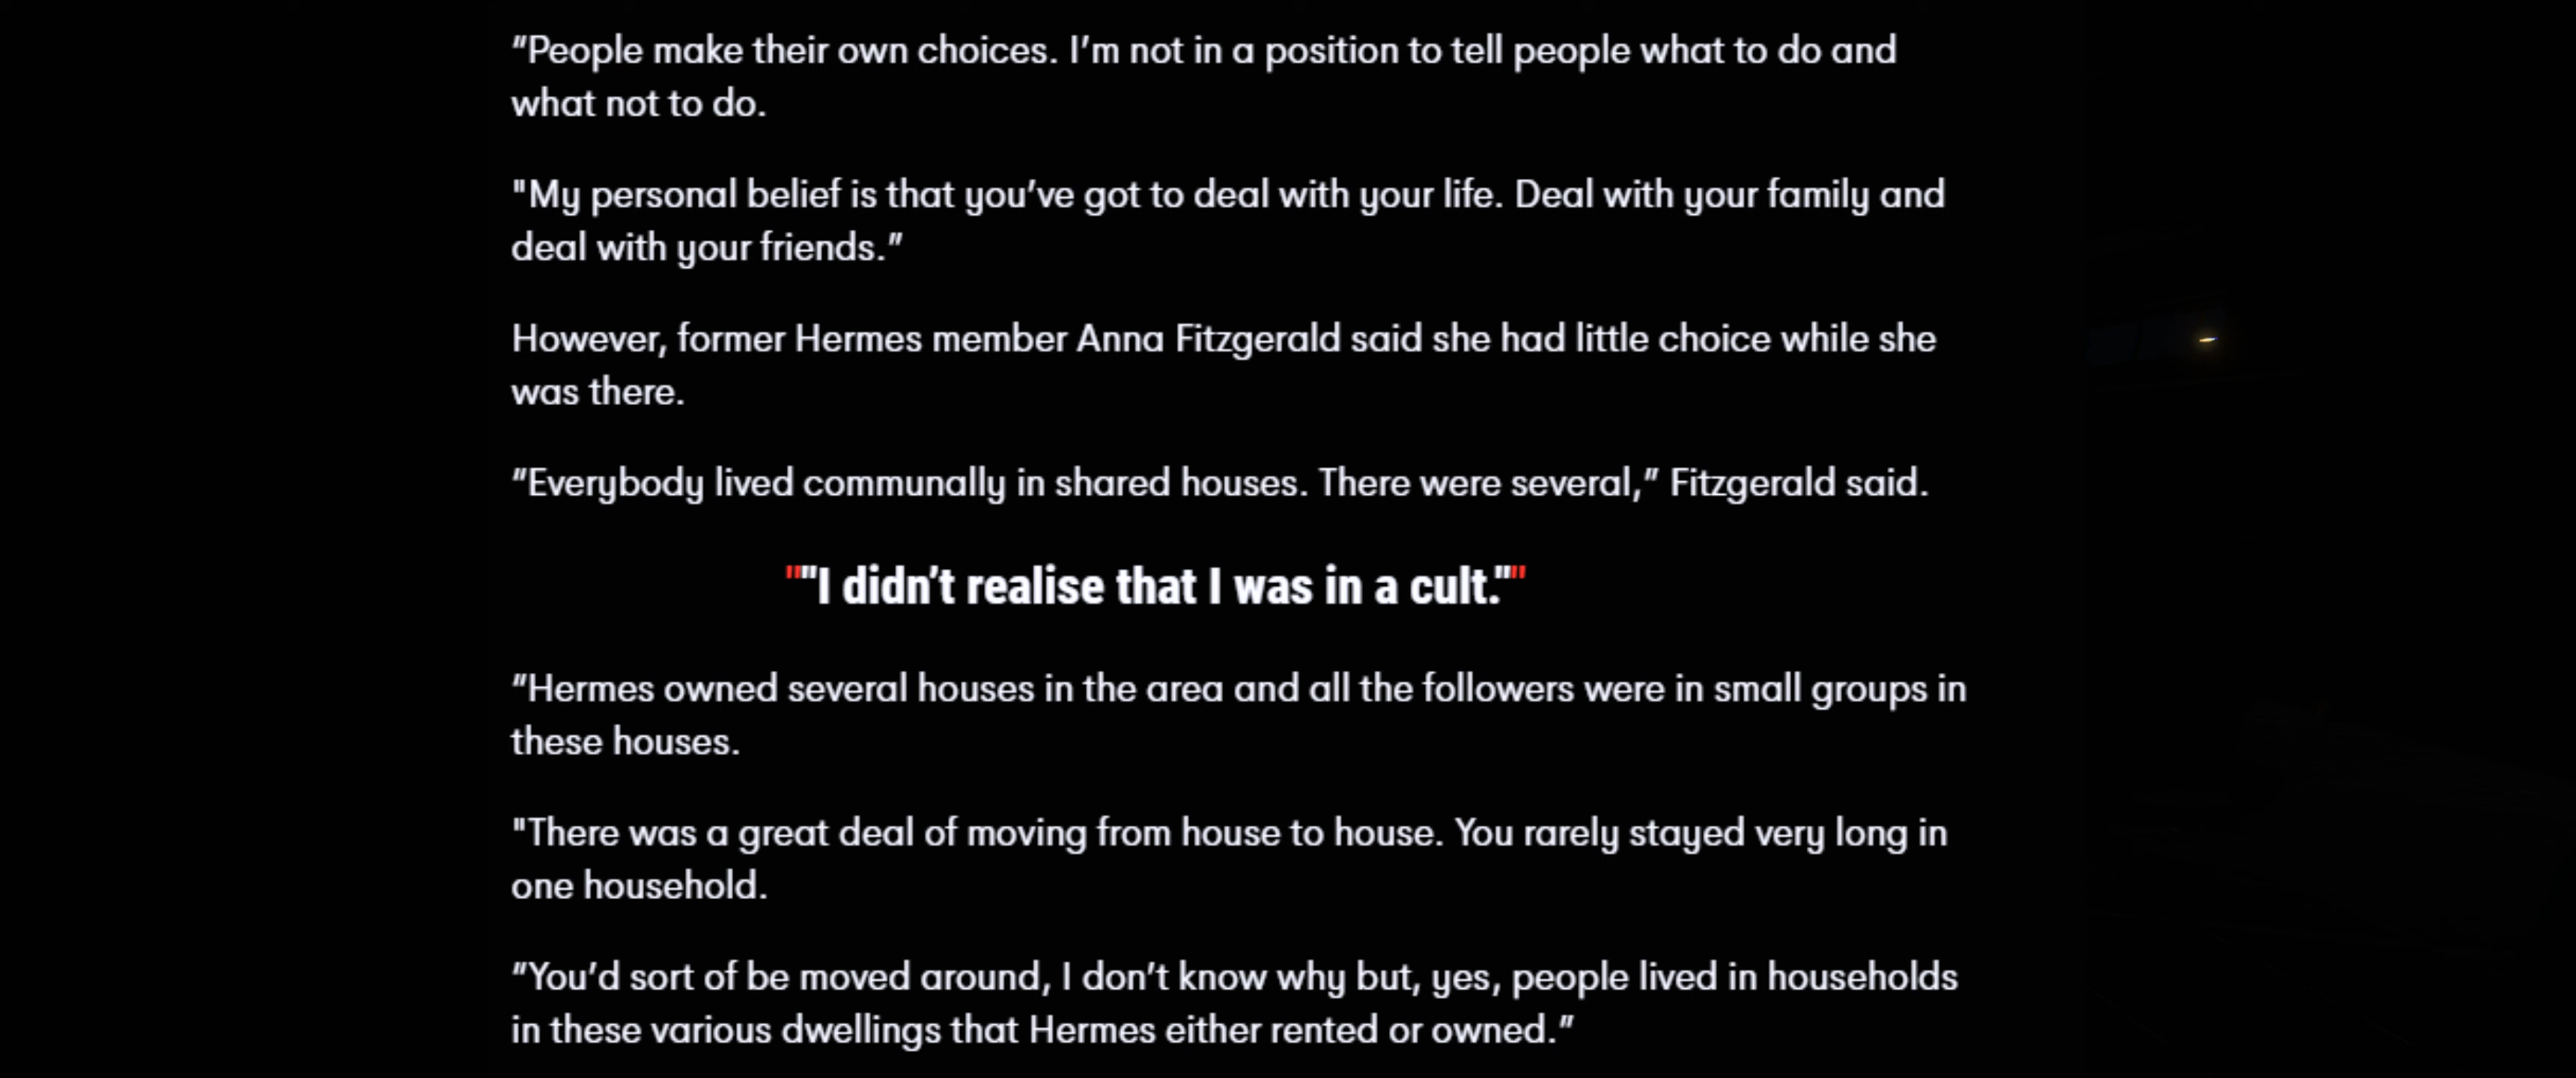 “People make their own choices. I’m not in a position to tell people what to do and
what not to do.
"My personal belief is that you’ve got to deal with your life. Deal with your family and
deal with your friends.”
However, former Hermes member Anna Fitzgerald said she had little choice while she
was there.
“Everybody lived communally in shared houses. There were several,” Fitzgerald said.
""I didn’t realise that I was in a cult.""
“Hermes owned several houses in the area and all the followers were in small groups in
these houses.
"There was a great deal of moving from house to house. You rarely stayed very long in
one household.
“You’d sort of be moved around, I don’t know why but, yes, people lived in households
in these various dwellings that Hermes either rented or owned.”